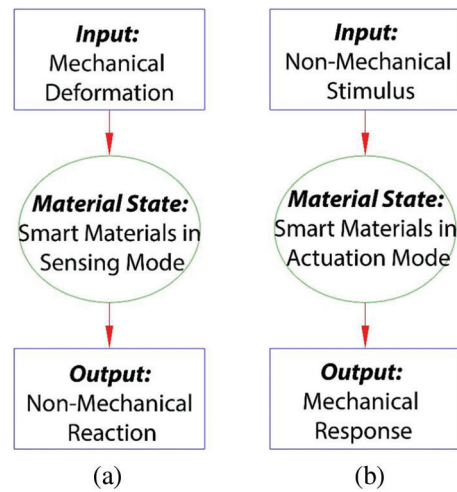 Input:
Mechanical
Deformation
Material State:
Smart Materials in
Sensing Mode
Output:
Non-Mechanical
Reaction
(a)
Input:
Non-Mechanical
Stimulus
Material State:
Smart Materials in
Actuation Mode
Output:
Mechanical
Response
(b)